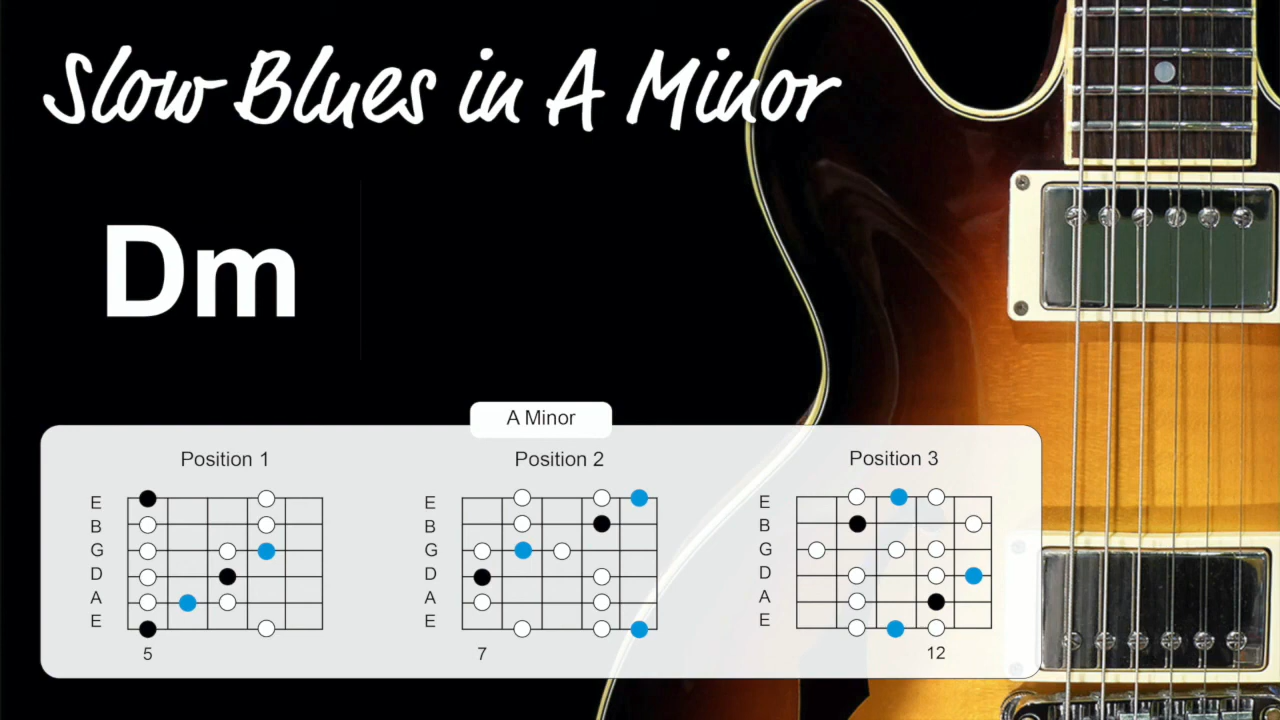 Slow Blues in A Minor
Dm
A Minor
Position 1
E
B
G
D
A
E
5
Position 2
E
B
G
D
A
E
7
Position 3
E
B
G
D
A
E
12